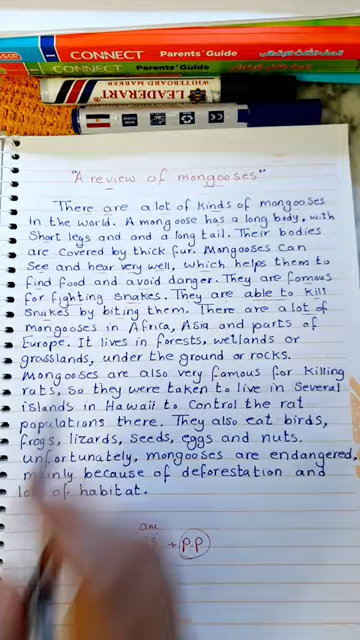 CONNECT Parents' Guide
CONNECT Parents' Guide
LEADERART WHITEBOARD MARKER
"A review of mongooses"
There are a lot of kinds of mongooses
in the world. A mongoose has a long body, with
Short legs and and a long tail. Their bodies
are covered by thick fur. Mongooses can
See and hear very well, which helps them to
find food and avoid danger. They are famous
for fighting snakes. They are able to kill
snakes by biting them. There are a lot of
mongooses in Africa, Asia and parts of
Europe. It lives in forests, wetlands or
grasslands, under the ground or rocks.
Mongooses are also very famous for killing
rats, so they were taken to live in Several
islands in Hawaii to control the rat
populations there. They also eat birds,
frogs, lizards, seeds, eggs and nuts.
unfortunately, mongooses are endangered,
mainly because of deforestation and
of habitat.
am
is + p.p